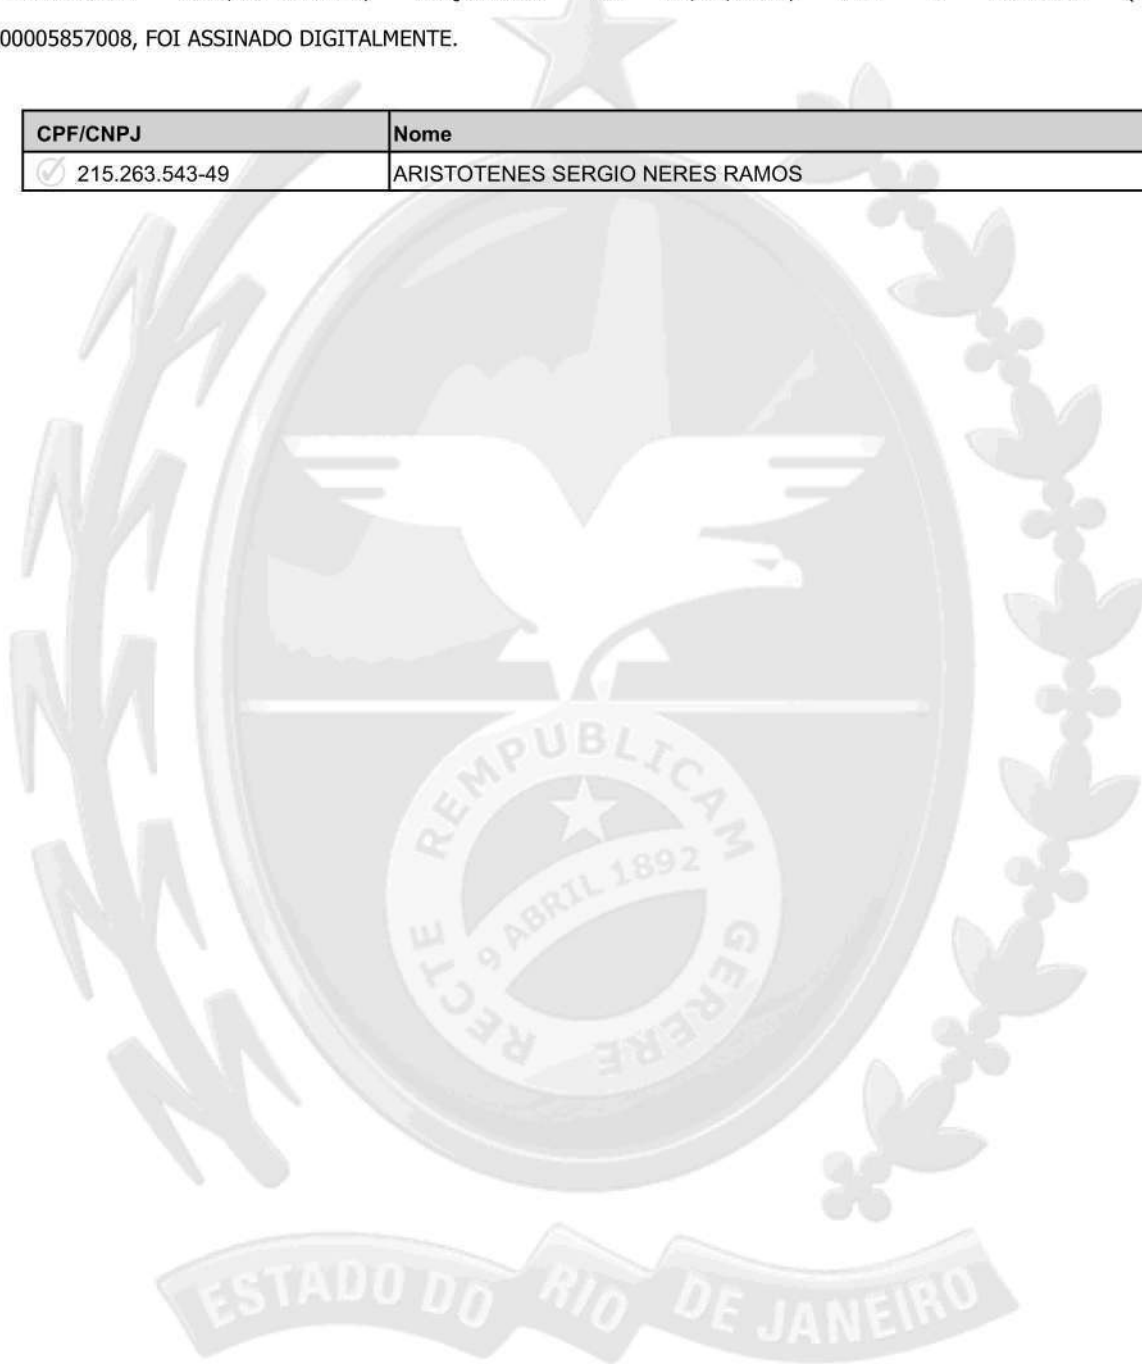 00005857008, FOI ASSINADO DIGITALMENTE.
CPF/CNPJ Nome
215.263.543-49 ARISTOTENES SERGIO NERES RAMOS
RECTE REMPUBLICAM GERERE
9 ABRIL 1892
ESTADO DO RIO DE JANEIRO